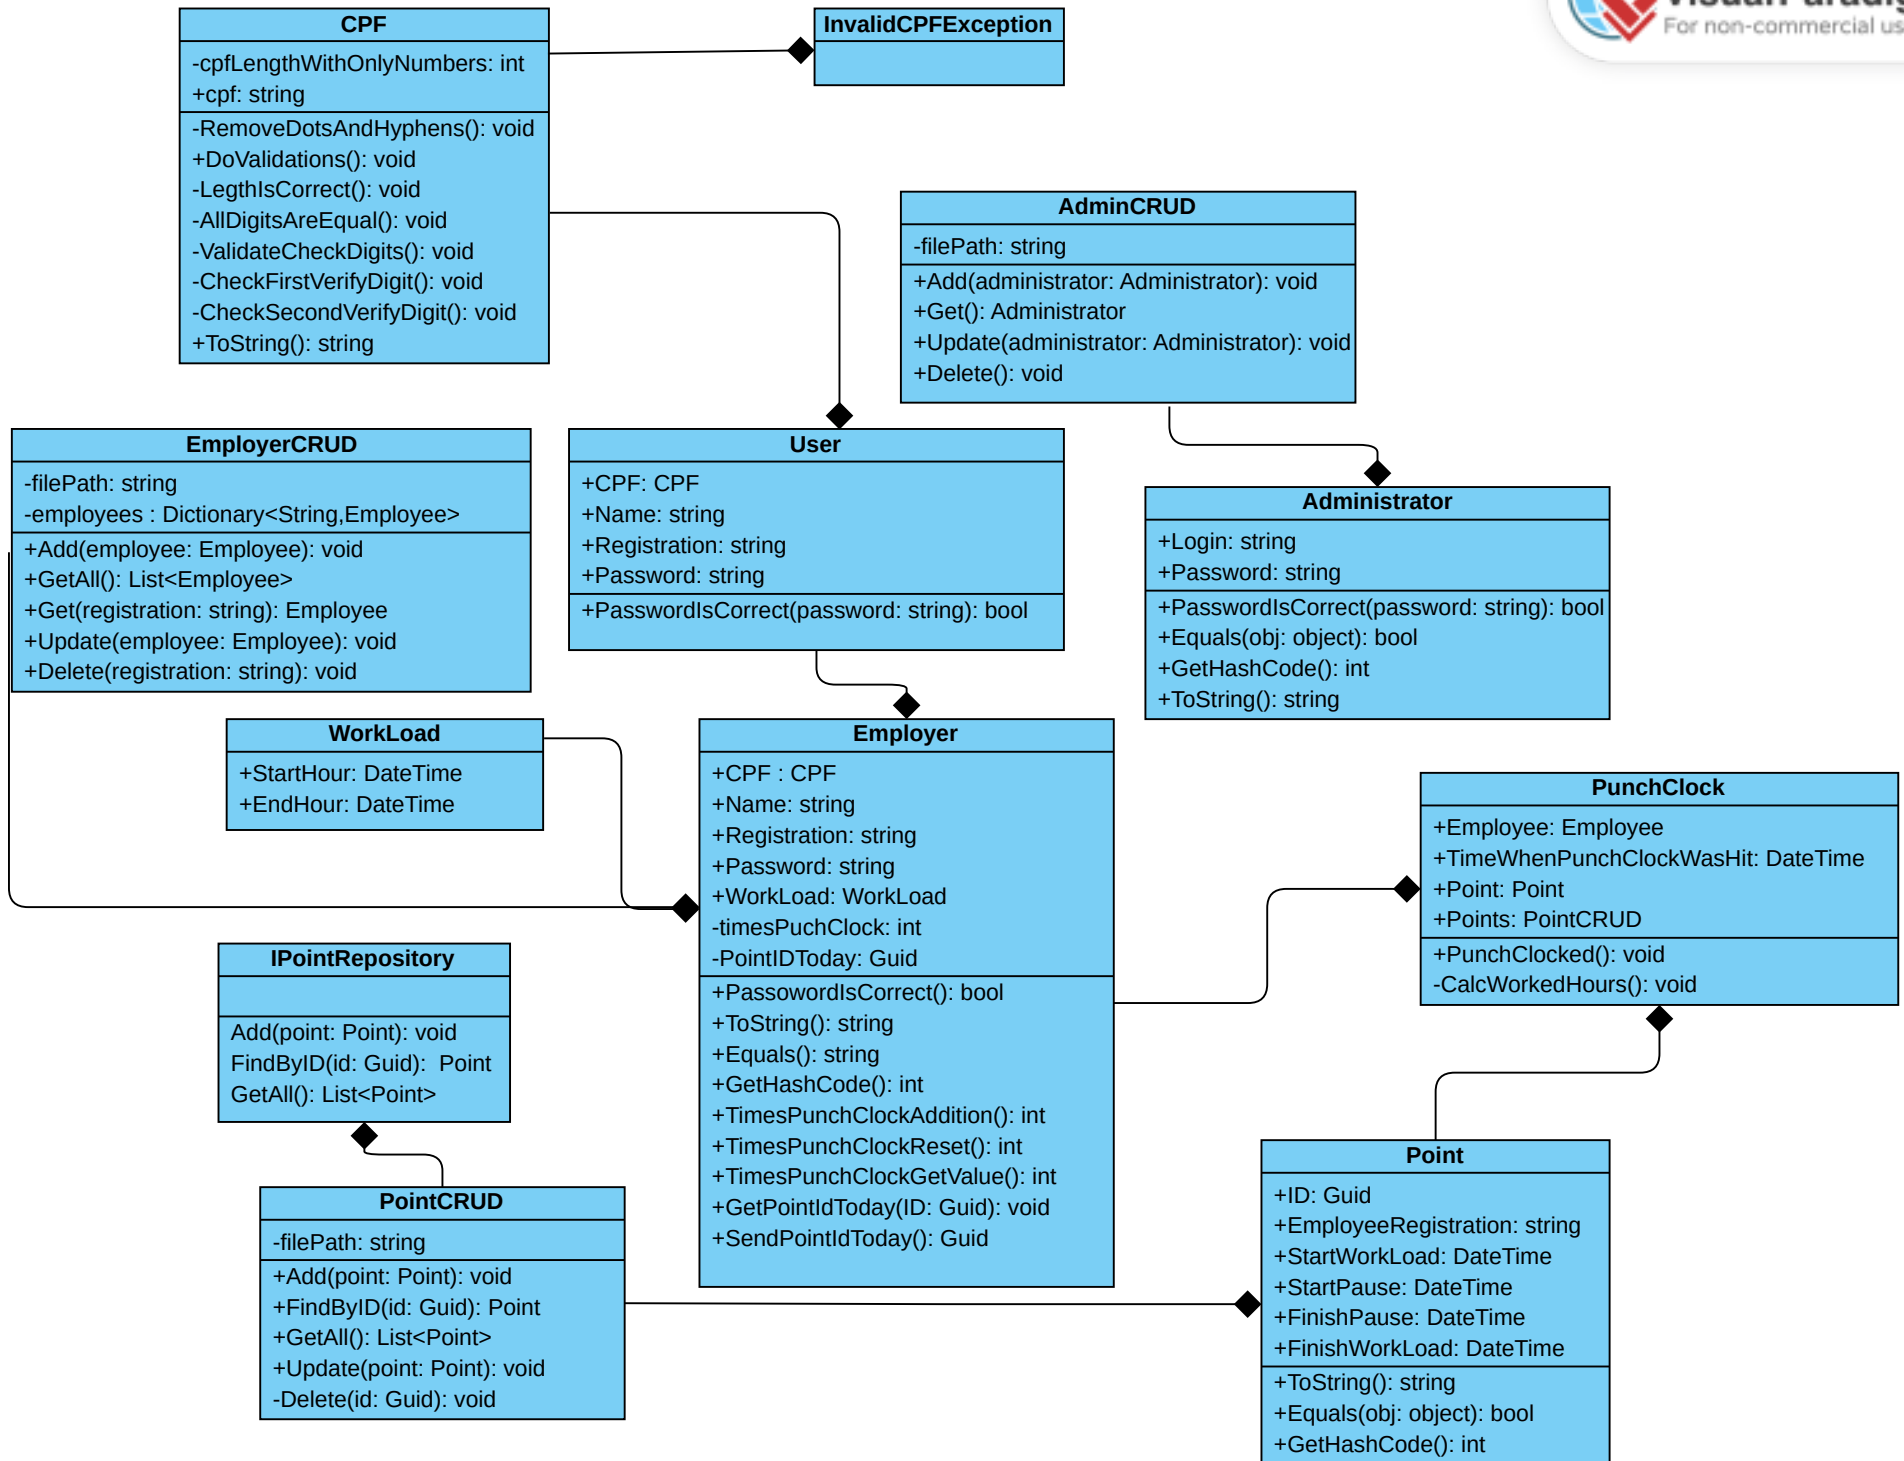 CPF
-cpfLengthWithOnlyNumbers: int
+cpf: string
-RemoveDotsAndHyphens(): void
+DoValidations(): void
-LegthIsCorrect(): void
-AllDigitsAreEqual(): void
-ValidateCheckDigits(): void
-CheckFirstVerifyDigit(): void
-CheckSecondVerifyDigit(): void
+ToString(): string
InvalidCPFException
For non-commercial
AdminCRUD
-filePath: string
+Add(administrator: Administrator): void
+Get(): Administrator
+Update(administrator: Administrator): void
+Delete(): void
EmployerCRUD
-filePath: string
-employees : Dictionary<String,Employee>
+Add(employee: Employee): void
+GetAll(): List<Employee>
+Get(registration: string): Employee
+Update(employee: Employee): void
+Delete(registration: string): void
User
+CPF: CPF
+Name: string
+Registration: string
+Password: string
+PasswordIsCorrect(password: string): bool
Administrator
+Login: string
+Password: string
+PasswordIsCorrect(password: string): bool
+Equals(obj: object): bool
+GetHashCode(): int
+ToString(): string
WorkLoad
+StartHour: DateTime
+EndHour: DateTime
Employer
+CPF : CPF
+Name: string
+Registration: string
+Password: string
+WorkLoad: WorkLoad
-timesPuchClock: int
-PointIDToday: Guid
+PassowordIsCorrect(): bool
+ToString(): string
+Equals(): string
+GetHashCode(): int
+TimesPunchClockAddition(): int
+TimesPunchClockReset(): int
+TimesPunchClockGetValue(): int
+GetPointIdToday(ID: Guid): void
+SendPointIdToday(): Guid
PunchClock
+Employee: Employee
+TimeWhenPunchClockWasHit: DateTime
+Point: Point
+Points: PointCRUD
+PunchClocked(): void
-CalcWorkedHours(): void
IPointRepository
Add(point: Point): void
FindByID(id: Guid):  Point
GetAll(): List<Point>
PointCRUD
-filePath: string
+Add(point: Point): void
+FindByID(id: Guid): Point
+GetAll(): List<Point>
+Update(point: Point): void
-Delete(id: Guid): void
Point
+ID: Guid
+EmployeeRegistration: string
+StartWorkLoad: DateTime
+StartPause: DateTime
+FinishPause: DateTime
+FinishWorkLoad: DateTime
+ToString(): string
+Equals(obj: object): bool
+GetHashCode(): int